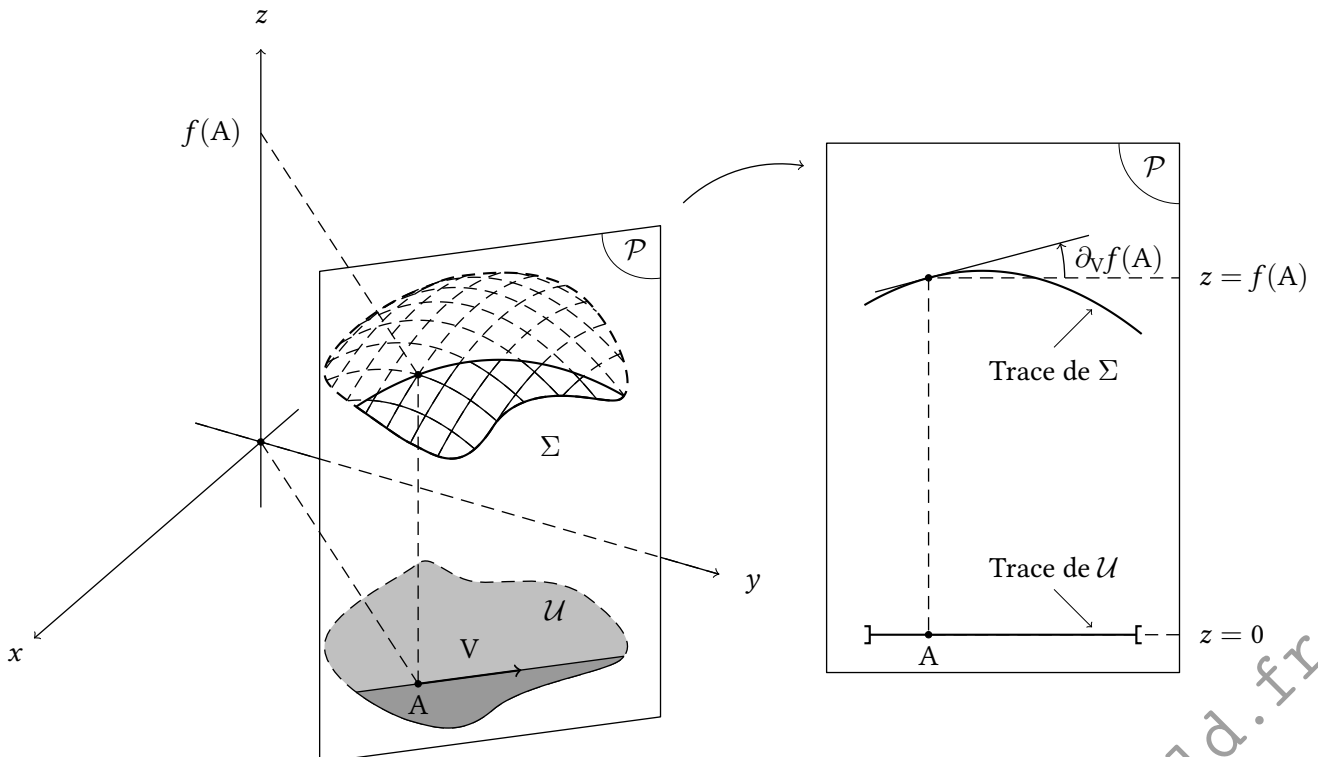 z
f(A)
𝒫
Σ
y
x
𝒰
V
A
𝒫
∂_V f(A)
z = f(A)
Trace de Σ
Trace de 𝒰
z = 0
A